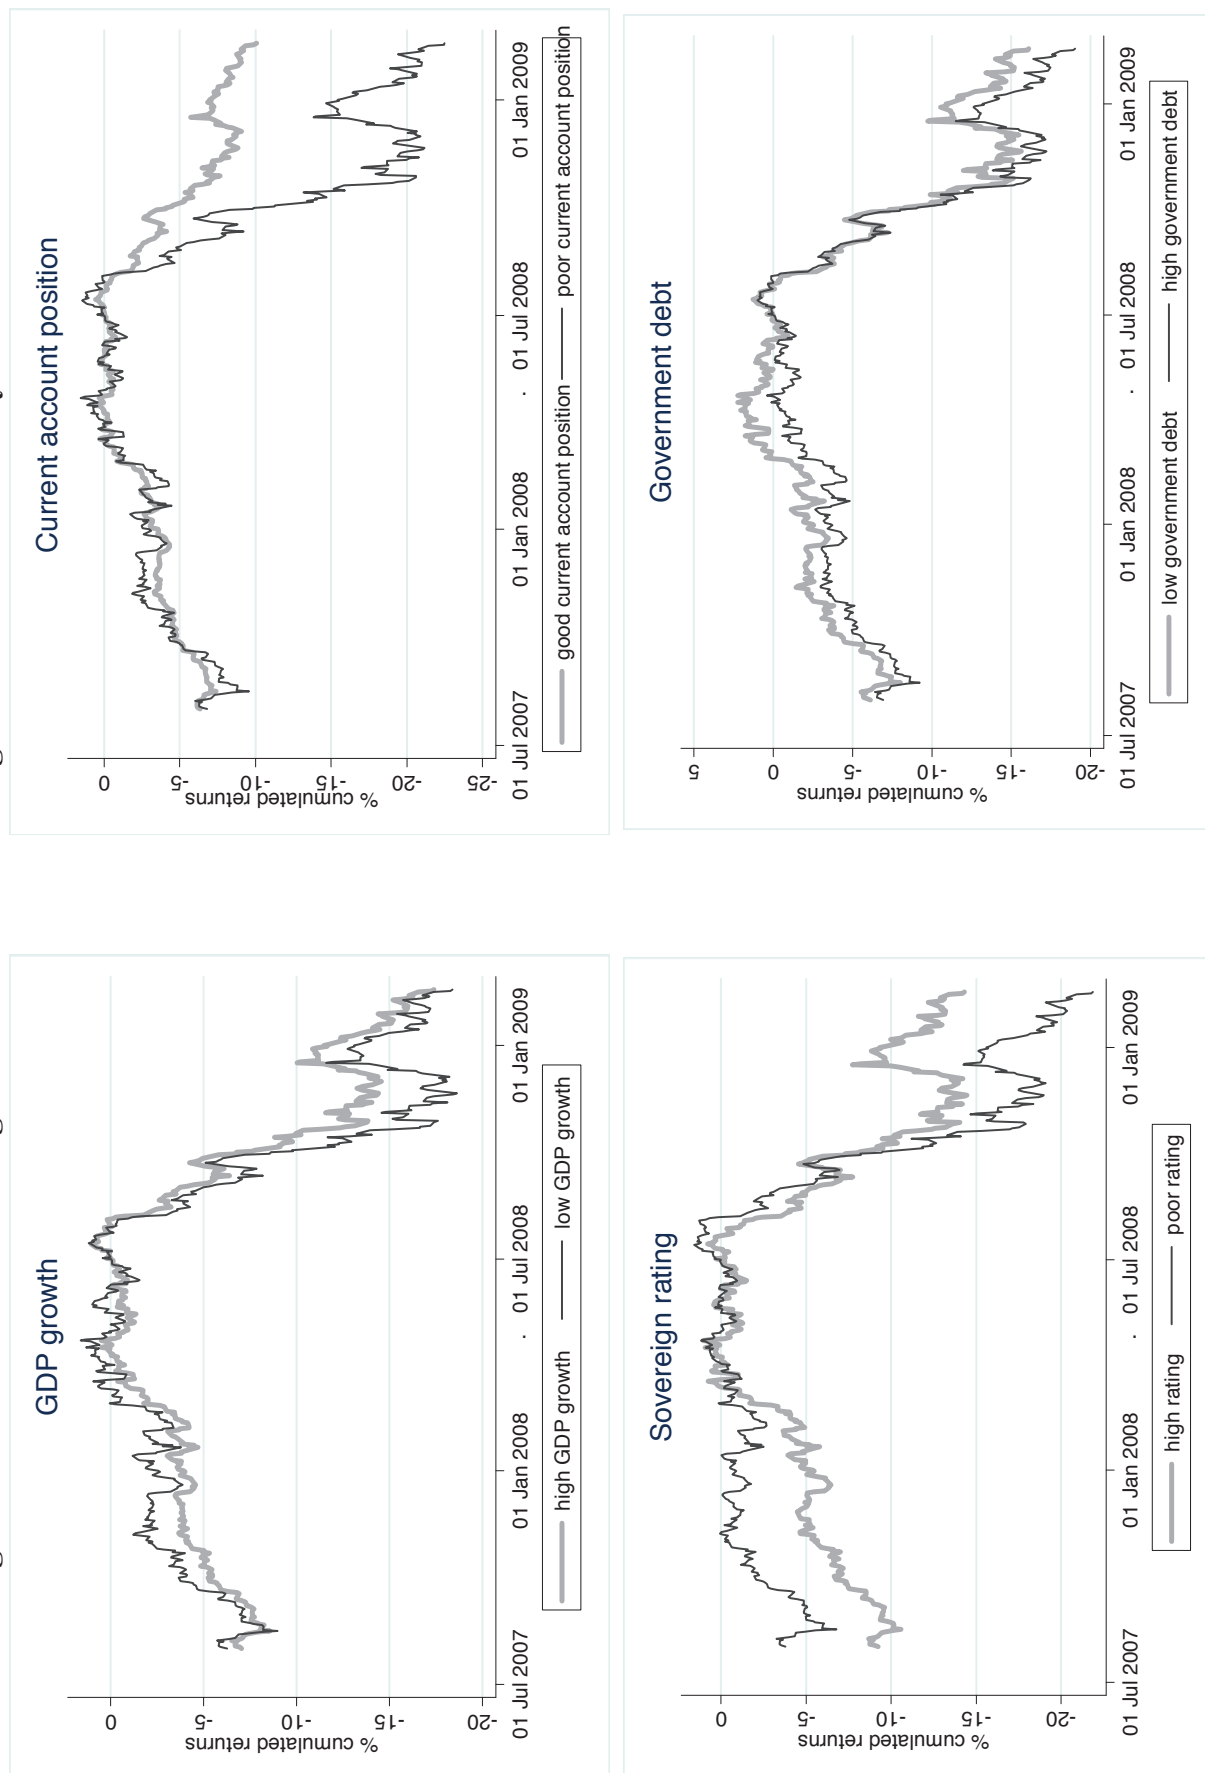 GDP growth
% cumulated returns
0
-5
-10
-15
-20
01 Jul 2007
01 Jan 2008
.
01 Jul 2008
01 Jan 2009
high GDP growth
low GDP growth
Current account position
% cumulated returns
0
-5
-10
-15
-20
-25
01 Jul 2007
01 Jan 2008
.
01 Jul 2008
01 Jan 2009
good current account position
poor current account position
Sovereign rating
% cumulated returns
0
-5
-10
-15
-20
01 Jul 2007
01 Jan 2008
.
01 Jul 2008
01 Jan 2009
high rating
poor rating
Government debt
% cumulated returns
5
0
-5
-10
-15
-20
01 Jul 2007
01 Jan 2008
.
01 Jul 2008
01 Jan 2009
low government debt
high government debt